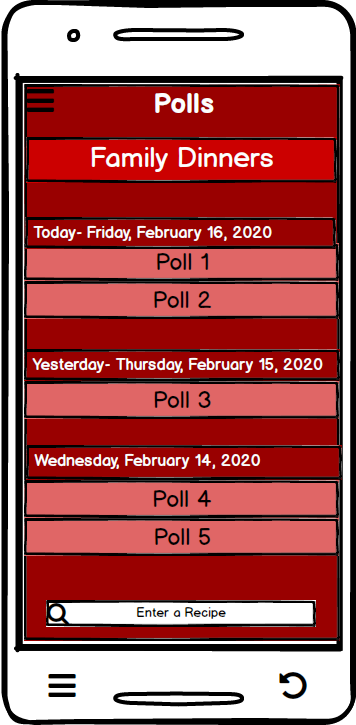 Polls
Family Dinners
Today- Friday, February 16, 2020
Poll 1
Poll 2
Yesterday- Thursday, February 15, 2020
Poll 3
Wednesday, February 14, 2020
Poll 4
Poll 5
Enter a Recipe